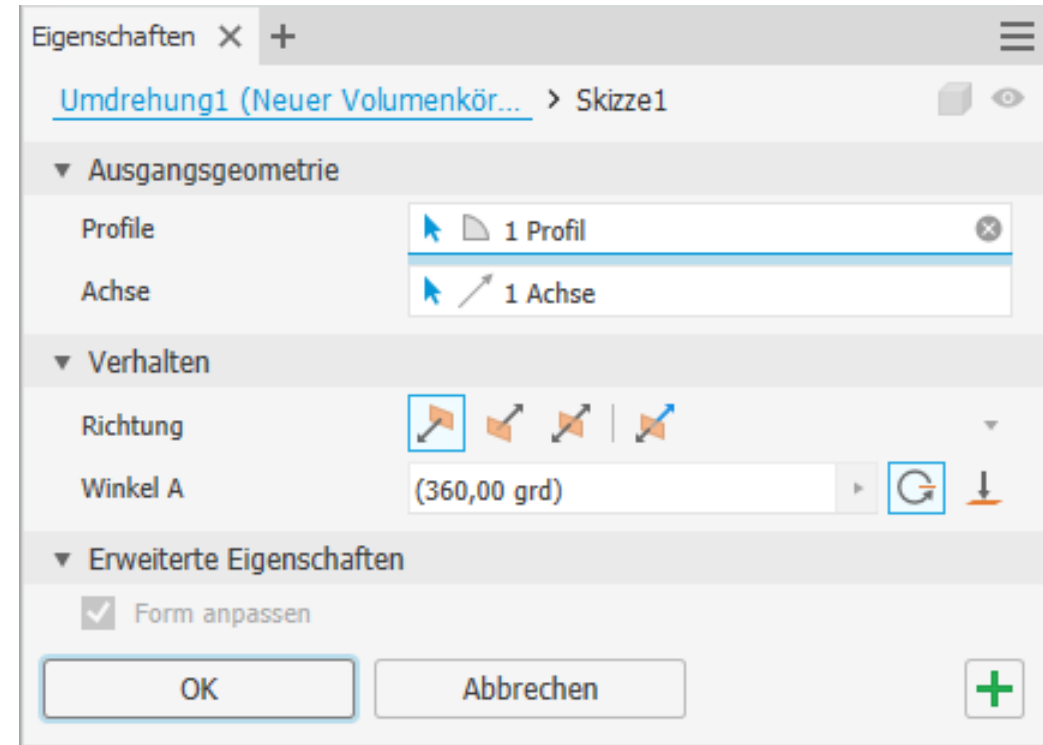 Eigenschaften
Umdrehung1 (Neuer Volumenkör... > Skizze1
Ausgangsgeometrie
Profile 1 Profil
Achse 1 Achse
Verhalten
Richtung
Winkel A (360,00 grd)
Erweiterte Eigenschaften
Form anpassen
OK Abbrechen